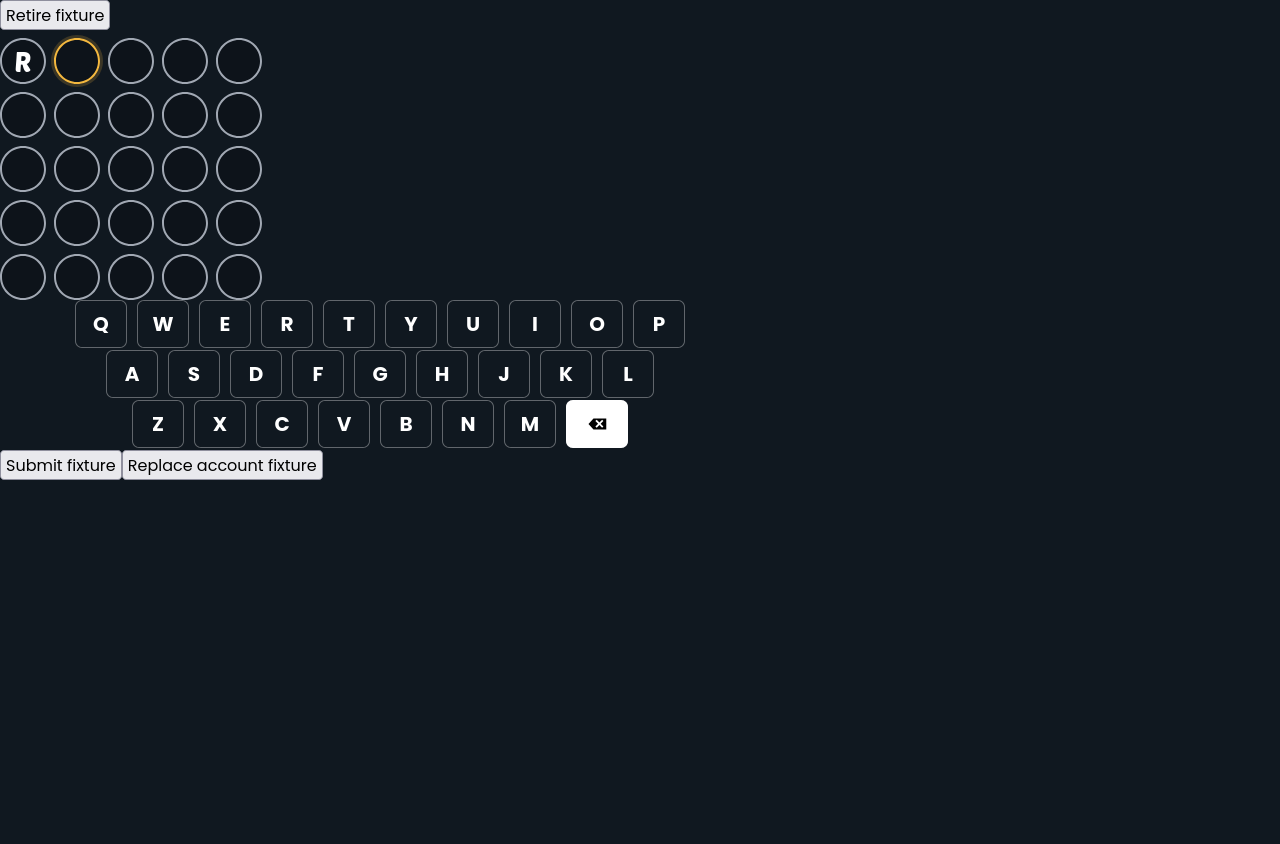 Retire fixture
R
Q W E R T Y U I O P
A S D F G H J K L
Z X C V B N M
Submit fixture Replace account fixture